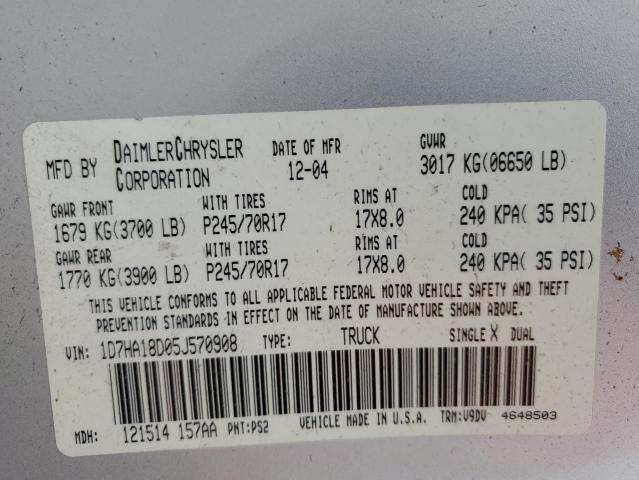 MFD BY DAIMLERCHRYSLER CORPORATION DATE OF MFR 12-04 GVWR 3017 KG(06650 LB)
GAWR FRONT WITH TIRES RIMS AT COLD
1679 KG(3700 LB) P245/70R17 17X8.0 240 KPA( 35 PSI)
GAWR REAR WITH TIRES RIMS AT COLD
1770 KG(3900 LB) P245/70R17 17X8.0 240 KPA( 35 PSI)
THIS VEHICLE CONFORMS TO ALL APPLICABLE FEDERAL MOTOR VEHICLE SAFETY AND THEFT
PREVENTION STANDARDS IN EFFECT ON THE DATE OF MANUFACTURE SHOWN ABOVE.
VIN: 1D7HA18D05J570908 TYPE: TRUCK SINGLE X DUAL
MDH: 121514 157AA PNT:PS2 VEHICLE MADE IN U.S.A. TRM:V9DV 4648503